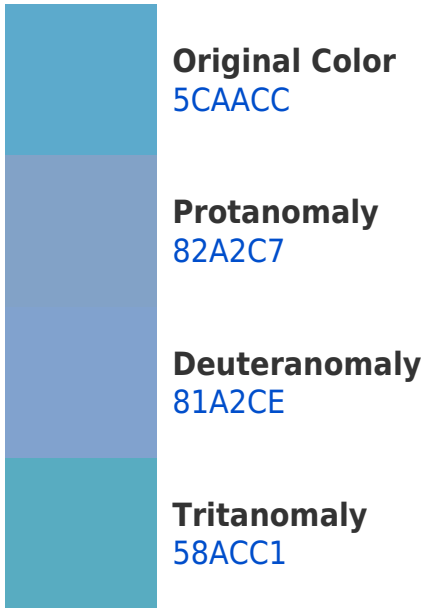 Original Color
5CAACC
Protanomaly
82A2C7
Deuteranomaly
81A2CE
Tritanomaly
58ACC1